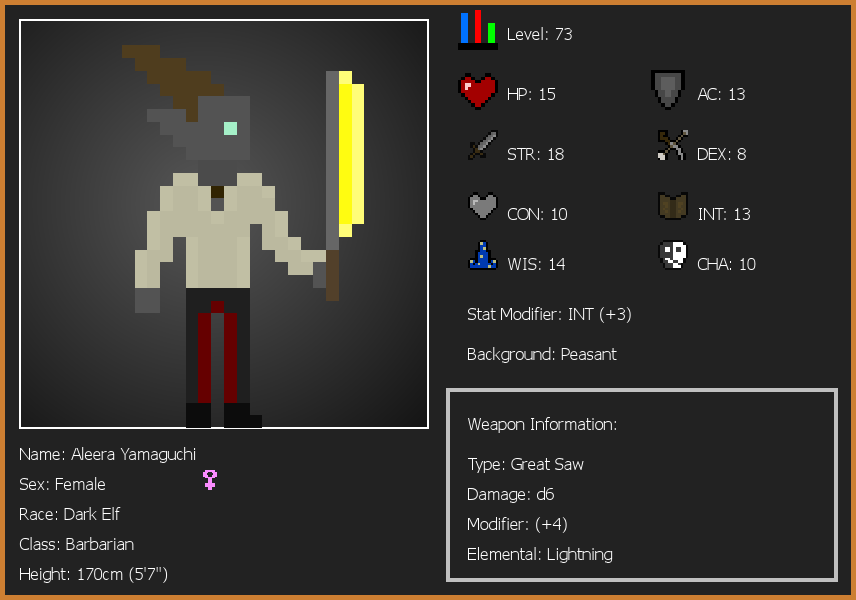 Level: 73
HP: 15
AC: 13
STR: 18
DEX: 8
CON: 10
INT: 13
WIS: 14
CHA: 10
Stat Modifier: INT (+3)
Background: Peasant
Weapon Information:
Type: Great Saw
Damage: d6
Modifier: (+4)
Elemental: Lightning
Name: Aleera Yamaguchi
Sex: Female
Race: Dark Elf
Class: Barbarian
Height: 170cm (5'7")